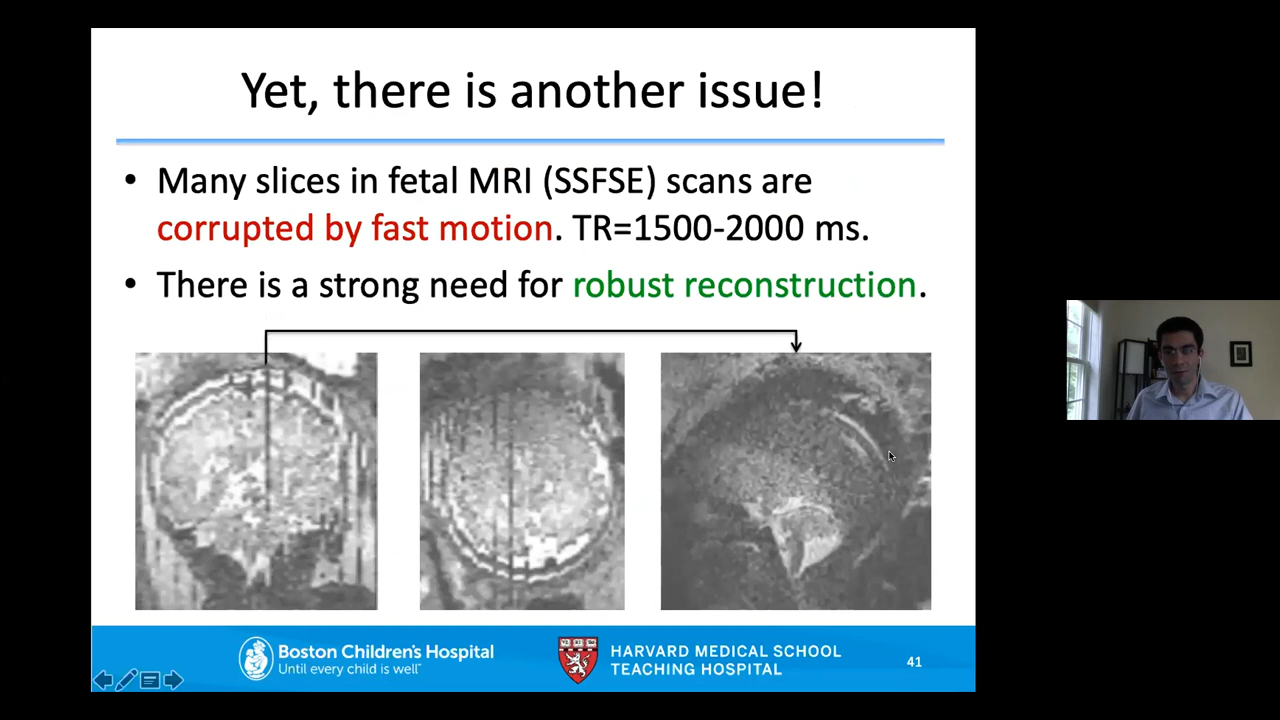 Yet, there is another issue!
• Many slices in fetal MRI (SSFSE) scans are
corrupted by fast motion. TR=1500-2000 ms.
• There is a strong need for robust reconstruction.
Boston Children's Hospital
Until every child is well™
HARVARD MEDICAL SCHOOL
TEACHING HOSPITAL
41